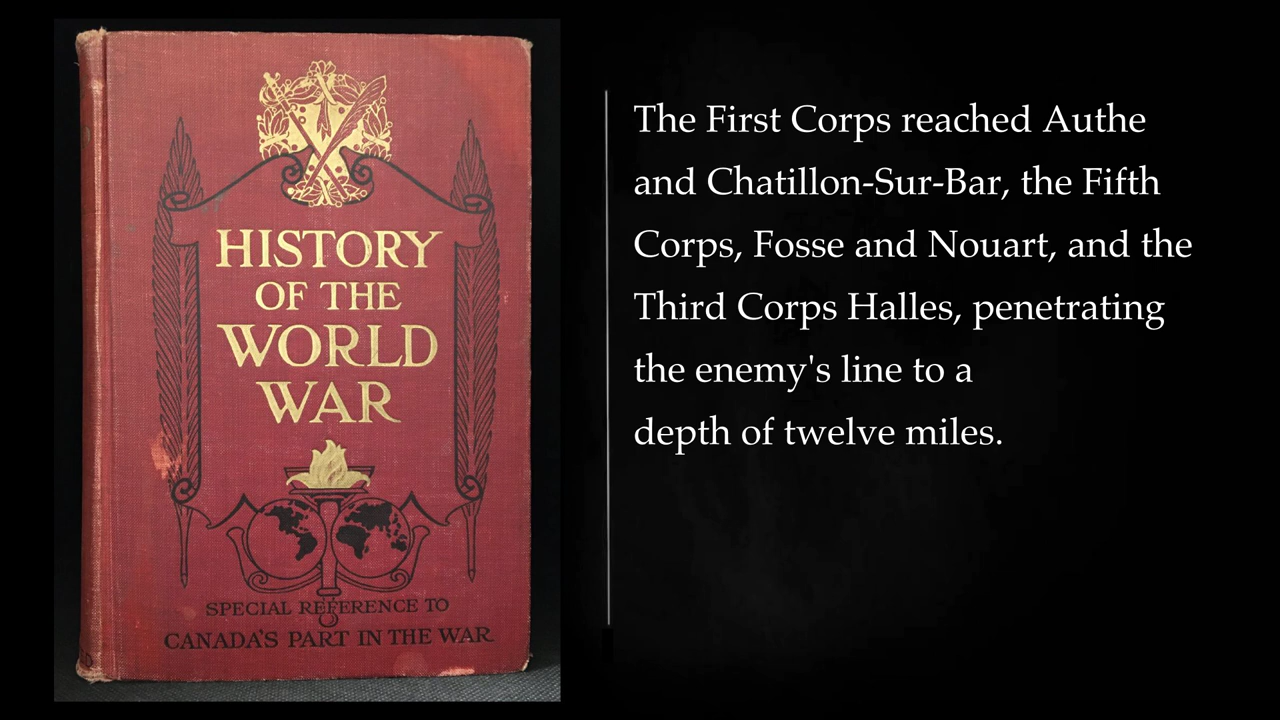 HISTORY
OF THE
WORLD
WAR
SPECIAL REFERENCE TO
CANADA'S PART IN THE WAR
The First Corps reached Authe
and Chatillon-Sur-Bar, the Fifth
Corps, Fosse and Nouart, and the
Third Corps Halles, penetrating
the enemy's line to a
depth of twelve miles.